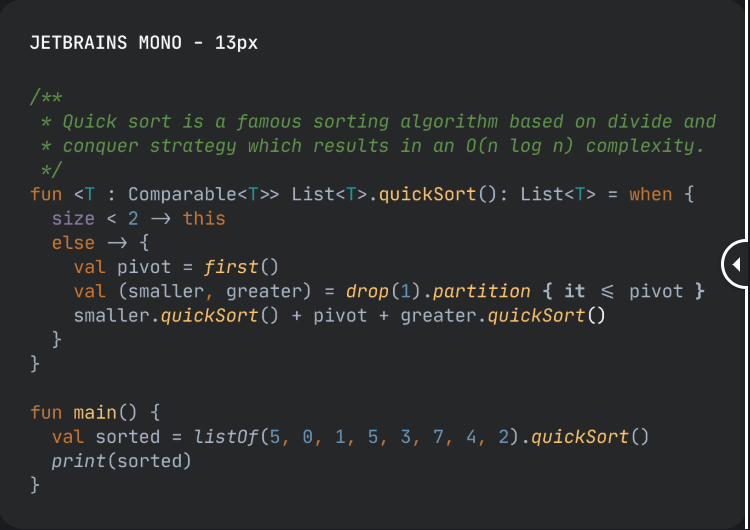 JETBRAINS MONO - 13px
/**
 * Quick sort is a famous sorting algorithm based on divide and
 * conquer strategy which results in an O(n log n) complexity.
 */
fun <T : Comparable<T>> List<T>.quickSort(): List<T> = when {
  size < 2 -> this
  else -> {
    val pivot = first()
    val (smaller, greater) = drop(1).partition { it <= pivot }
    smaller.quickSort() + pivot + greater.quickSort()
  }
}
fun main() {
  val sorted = listOf(5, 0, 1, 5, 3, 7, 4, 2).quickSort()
  print(sorted)
}